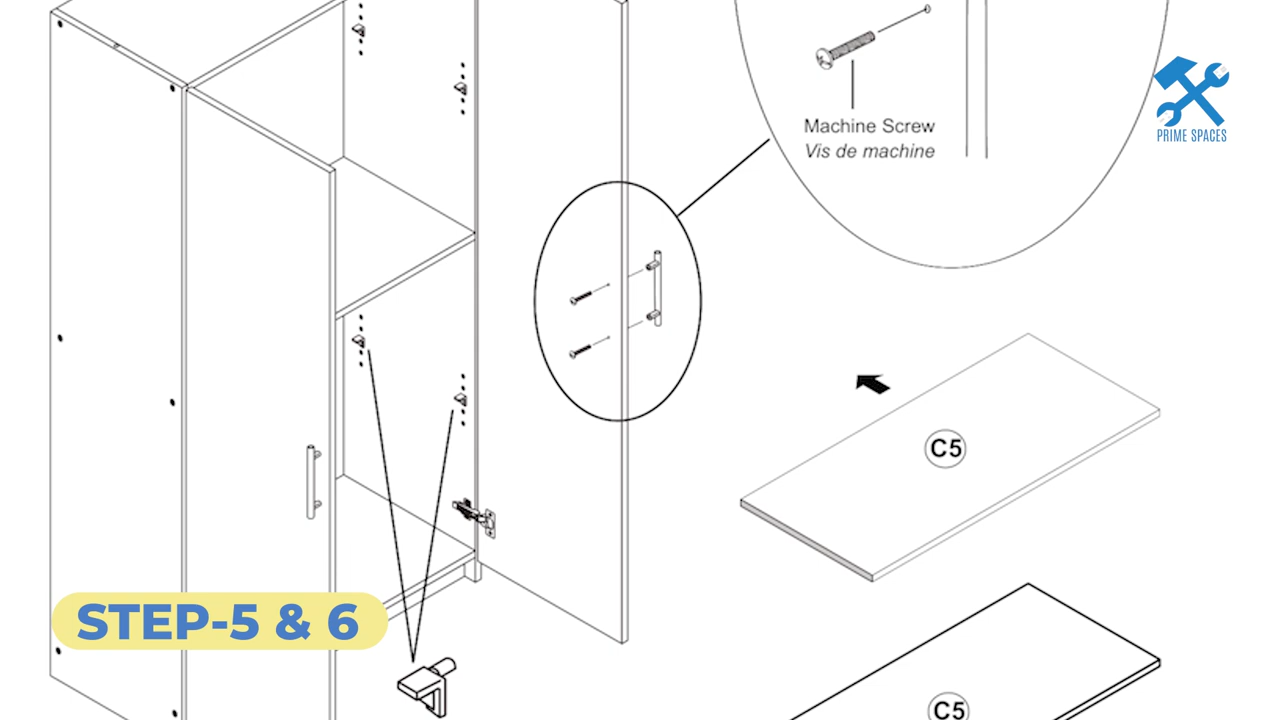 Machine Screw
Vis de machine
PRIME SPACES
C5
STEP-5 & 6
C5